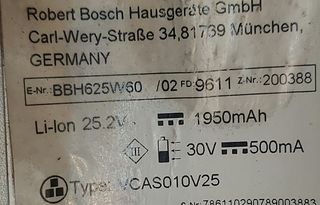 Robert Bosch Hausgeräte GmbH
Carl-Wery-Straße 34,81739 München,
GERMANY
E-Nr.: BBH625W60 /02 FD 9611 Z-Nr.: 200388
Li-Ion 25.2V 1950mAh
III 30V 500mA
Type: VCAS010V25